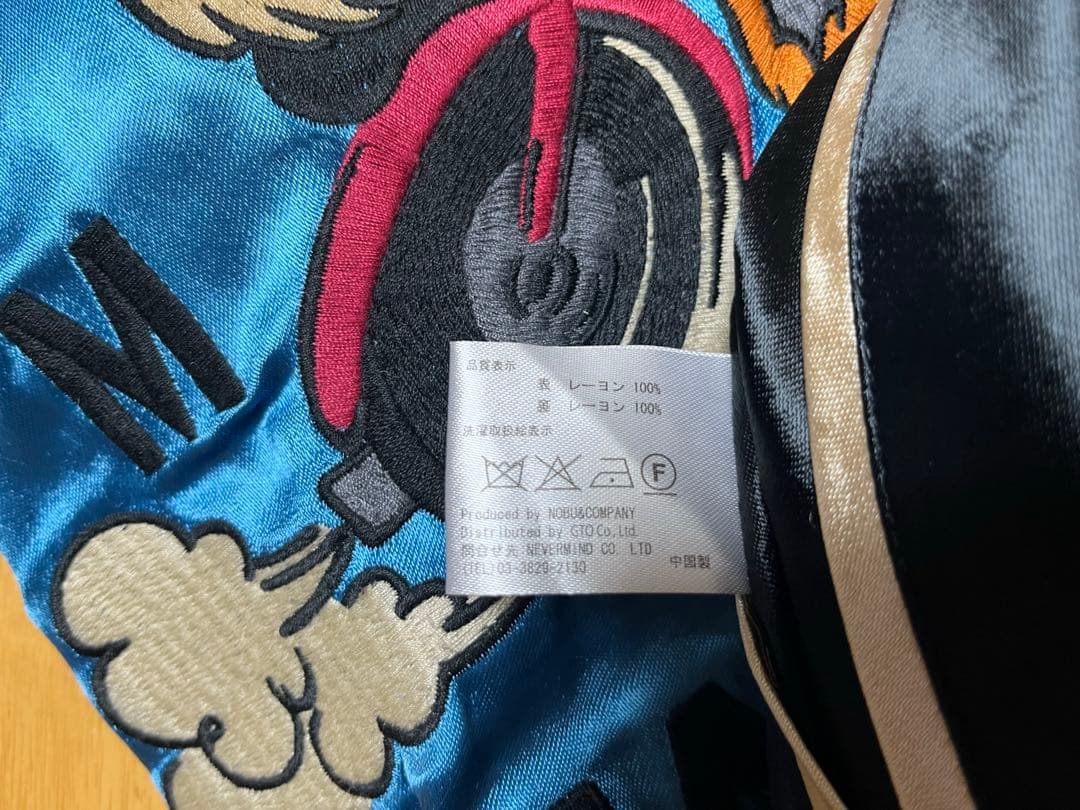 M
品質表示
表 レーヨン 100%
裏 レーヨン 100%
洗濯取扱絵表示
F
Produced by NOBU&COMPANY
Distributed by GTO Co,.Ltd.
問合せ先 NEVERMIND CO. LTD
(TEL)03-3829-2130 中国製